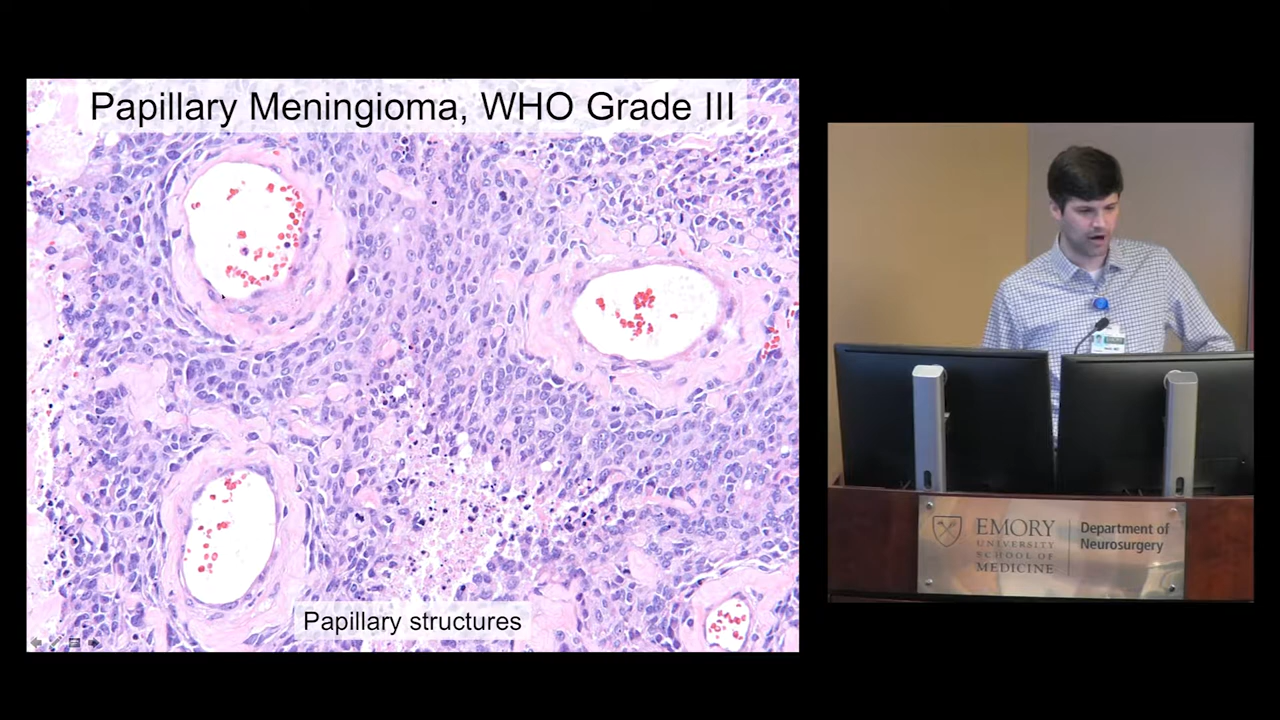 Papillary Meningioma, WHO Grade III
Papillary structures
EMORY
UNIVERSITY
SCHOOL OF
MEDICINE
Department of
Neurosurgery